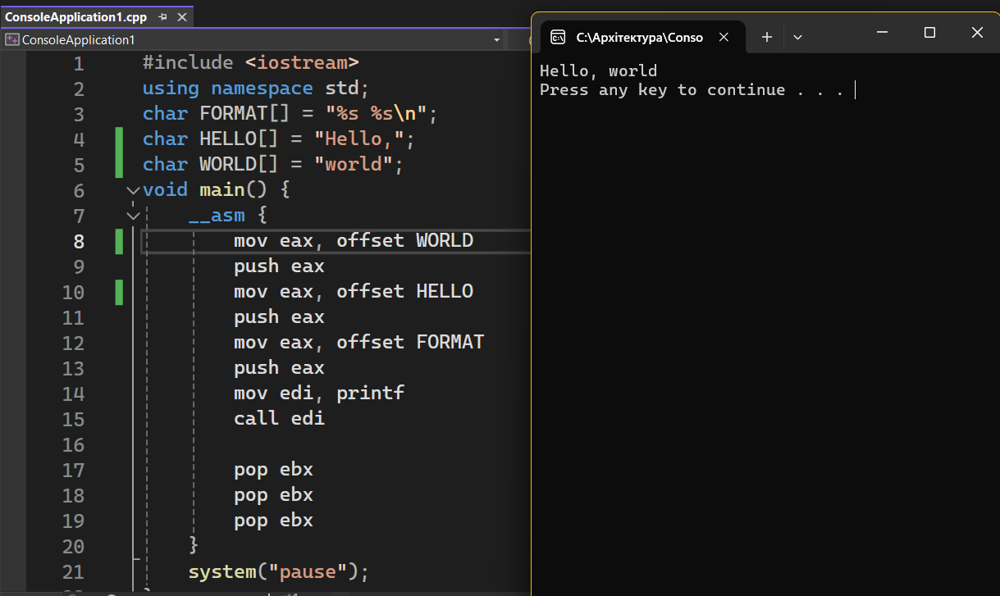 ConsoleApplication1.cpp
ConsoleApplication1
1 #include <iostream>
2 using namespace std;
3 char FORMAT[] = "%s %s\n";
4 char HELLO[] = "Hello,";
5 char WORLD[] = "world";
6 void main() {
7 __asm {
8 mov eax, offset WORLD
9 push eax
10 mov eax, offset HELLO
11 push eax
12 mov eax, offset FORMAT
13 push eax
14 mov edi, printf
15 call edi
16
17 pop ebx
18 pop ebx
19 pop ebx
20 }
21 system("pause");
C:\Архітектура\Conso
Hello, world
Press any key to continue . . .